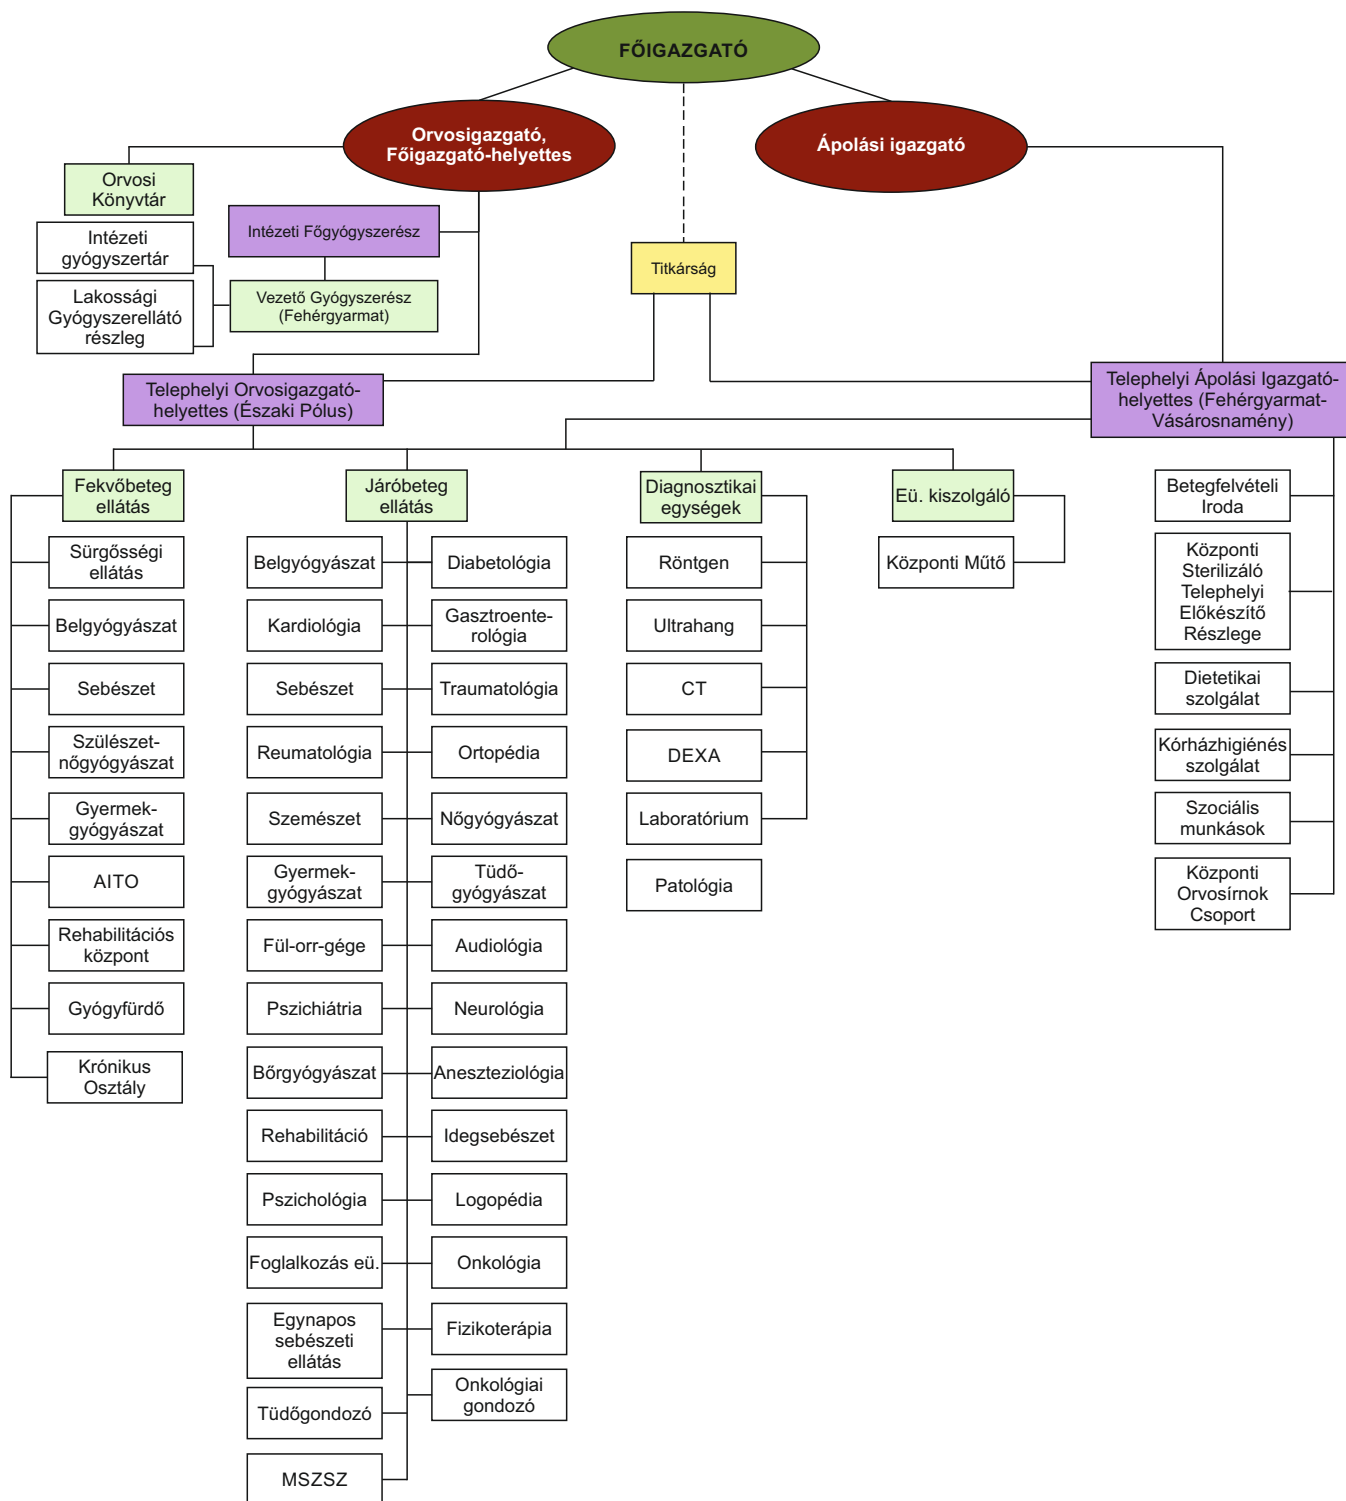 FŐIGAZGATÓ
Orvosigazgató,
Főigazgató-helyettes
Ápolási igazgató
Orvosi
Könyvtár
Intézeti
gyógyszertár
Intézeti Főgyógyszerész
Titkárság
Lakossági
Gyógyszerellátó
részleg
Vezető Gyógyszerész
(Fehérgyarmat)
Telephelyi Orvosigazgató-
helyettes (Északi Pólus)
Telephelyi Ápolási Igazgató-
helyettes (Fehérgyarmat-
Vásárosnamény)
Fekvőbeteg
ellátás
Sürgősségi
ellátás
Belgyógyászat
Sebészet
Szülészet-
nőgyógyászat
Gyermek-
gyógyászat
AITO
Rehabilitációs
központ
Gyógyfürdő
Krónikus
Osztály
Járóbeteg
ellátás
Belgyógyászat
Kardiológia
Sebészet
Reumatológia
Szemészet
Gyermek-
gyógyászat
Fül-orr-gége
Pszichiátria
Bőrgyógyászat
Rehabilitáció
Pszichológia
Foglalkozás eü.
Egynapos
sebészeti
ellátás
Tüdőgondozó
MSZSZ
Diabetológia
Gasztroente-
rológia
Traumatológia
Ortopédia
Nőgyógyászat
Tüdő-
gyógyászat
Audiológia
Neurológia
Aneszteziológia
Idegsebészet
Logopédia
Onkológia
Fizikoterápia
Onkológiai
gondozó
Diagnosztikai
egységek
Röntgen
Ultrahang
CT
DEXA
Laboratórium
Patológia
Eü. kiszolgáló
Központi Műtő
Betegfelvételi
Iroda
Központi
Sterilizáló
Telephelyi
Előkészítő
Részlege
Dietetikai
szolgálat
Kórházhigiénés
szolgálat
Szociális
munkások
Központi
Orvosírnok
Csoport